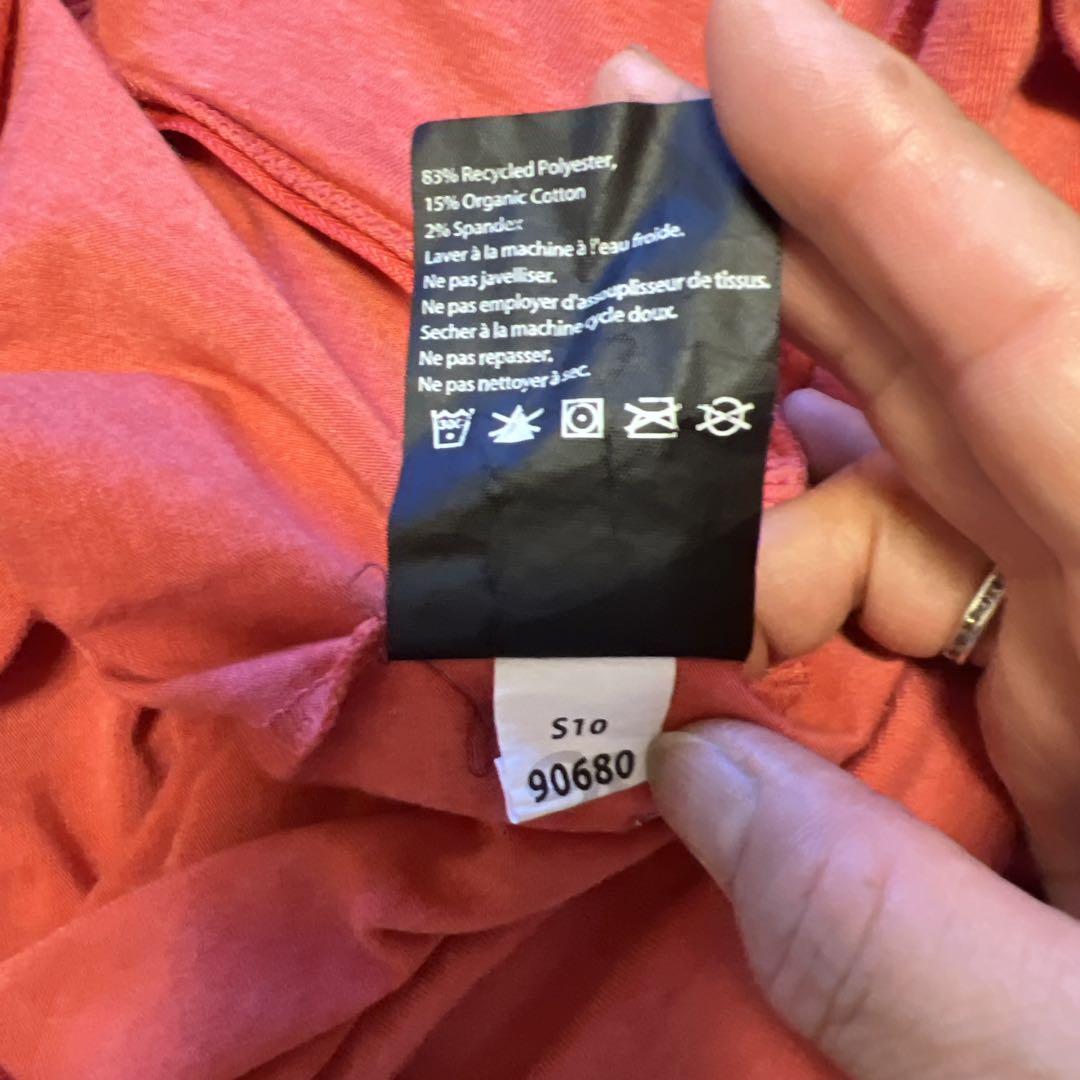 83% Recycled Polyester,
15% Organic Cotton
2% Spandex
Laver à la machine à l'eau froide.
Ne pas javelliser.
Ne pas employer d'assouplisseur de tissus.
Secher à la machine cycle doux.
Ne pas repasser.
Ne pas nettoyer à sec.
30C
S10
90680